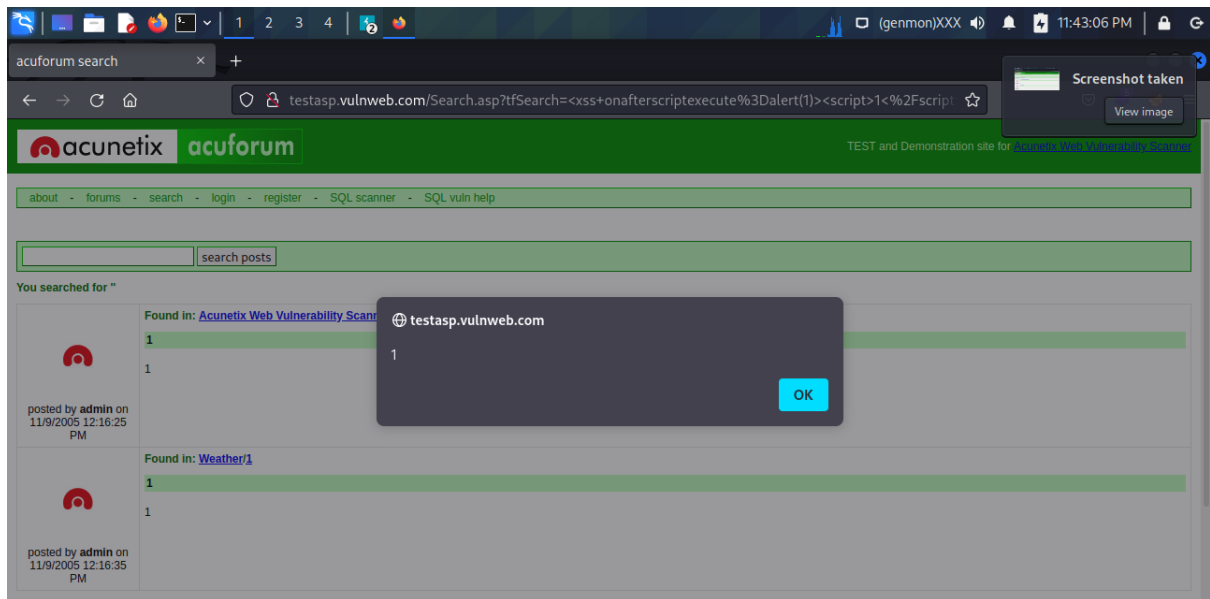 1 2 3 4 (genmon)XXX 11:43:06 PM
acuforum search
Screenshot taken
View image
testasp.vulnweb.com/Search.asp?tfSearch=<xss+onafterscriptexecute%3Dalert(1)><script>1<%2Fscript
acunetix acuforum
TEST and Demonstration site for Acunetix Web Vulnerability Scanner
about - forums - search - login - register - SQL scanner - SQL vuln help
search posts
You searched for "
Found in: Acunetix Web Vulnerability Scann
1
1
posted by admin on
11/9/2005 12:16:25
PM
testasp.vulnweb.com
1
OK
Found in: Weather/1
1
1
posted by admin on
11/9/2005 12:16:35
PM